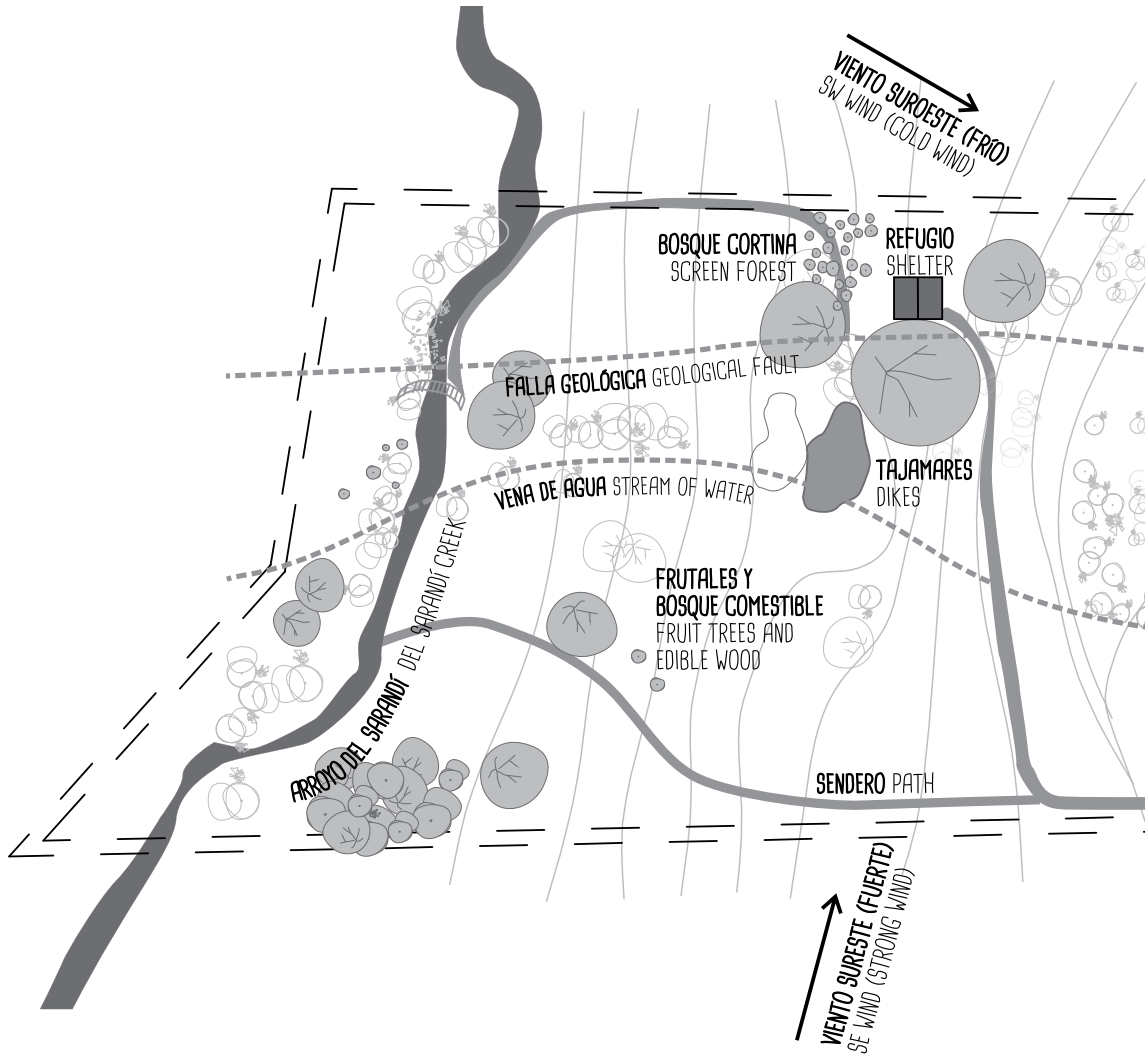 VIENTO SUROESTE (FRÍO)
SW WIND (COLD WIND)
BOSQUE CORTINA
SCREEN FOREST
REFUGIO
SHELTER
FALLA GEOLÓGICA GEOLOGICAL FAULT
VENA DE AGUA STREAM OF WATER
TAJAMARES
DIKES
FRUTALES Y
BOSQUE COMESTIBLE
FRUIT TREES AND
EDIBLE WOOD
ARROYO DEL SARANDÍ DEL SARANDÍ CREEK
SENDERO PATH
VIENTO SURESTE (FUERTE)
SE WIND (STRONG WIND)